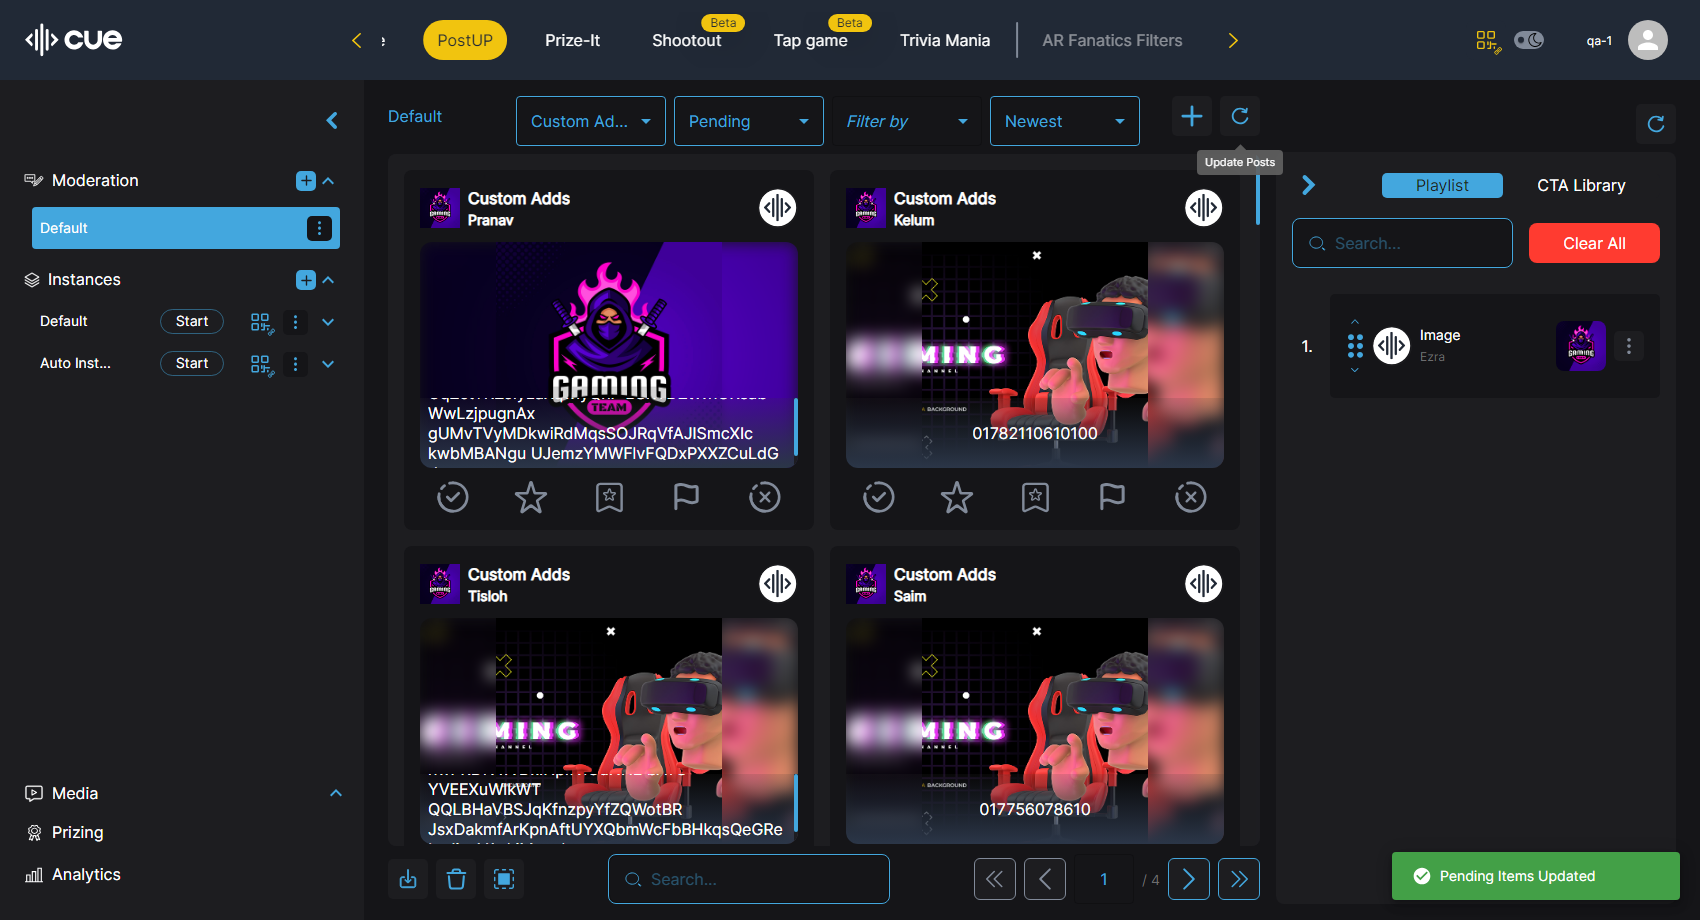 cue
PostUP
Prize-It
Beta
Shootout
Beta
Tap game
Trivia Mania
AR Fanatics Filters
qa-1
Moderation
Default
Instances
Default
Start
Auto Inst...
Start
Media
Prizing
Analytics
Default
Custom Ad...
Pending
Filter by
Newest
Update Posts
Custom Adds
Pranav
GAMING
TEAM
WwLzjpugnAx
gUMvTVyMDkwiRdMqsSOJRqVfAJISmcXIc
kwbMBANgu UJemzYMWFlvFQDxPXXZCuLdG
Custom Adds
Kelum
MING
BACKGROUND
01782110610100
Custom Adds
Tisloh
MING
YVEEXuWlKWT
QQLBHaVBSJqKfnzpyYfZQWotBR
JsxDakmfArKpnAftUYXQbmWcFbBHkqsQeGRe
Custom Adds
Saim
MING
BACKGROUND
017756078610
Search...
1
/ 4
Playlist
CTA Library
Search...
Clear All
1.
Image
Ezra
Pending Items Updated